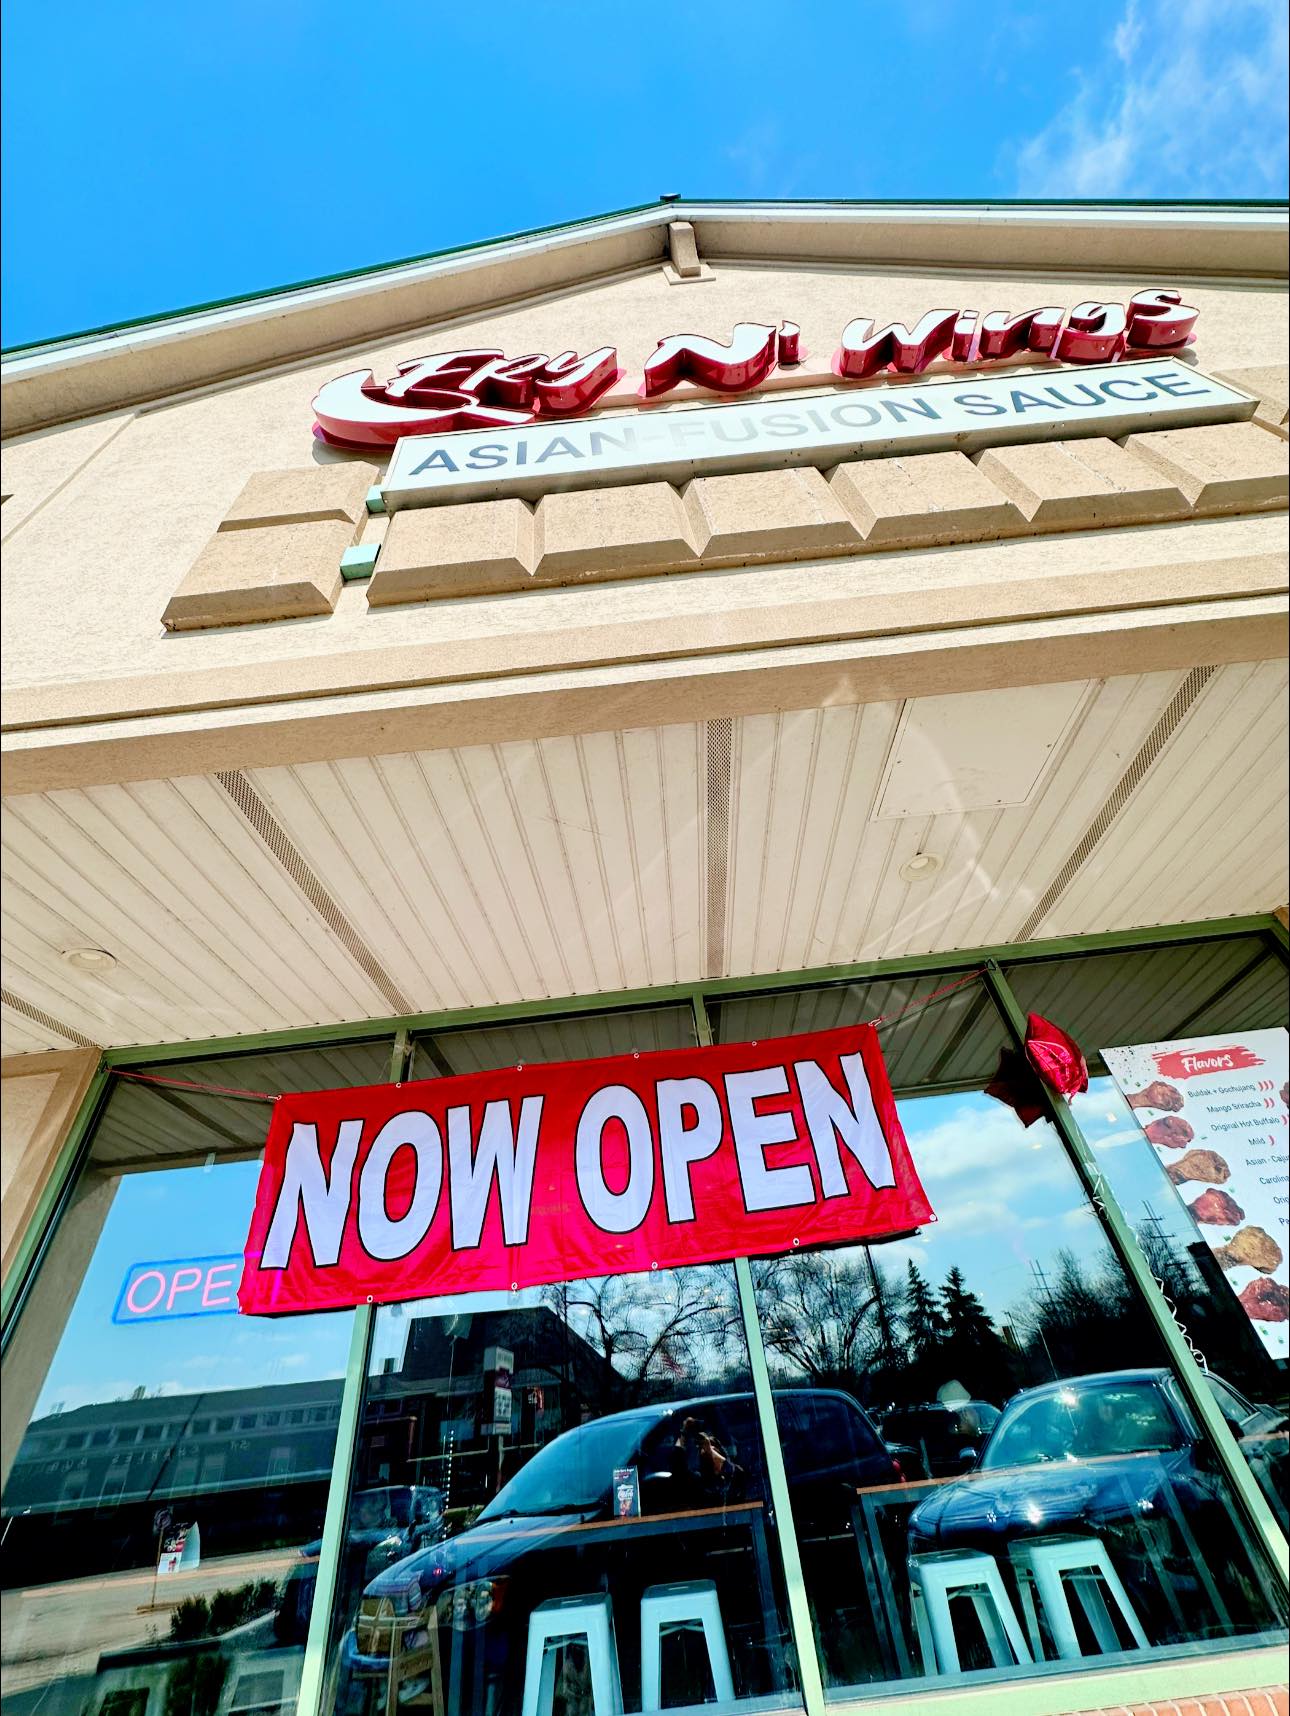 Fry N' Wings
ASIAN-FUSION SAUCE
NOW OPEN
OPE
Flavors
Buldak + Gochujang
Mango Sriracha
Original Hot Buffalo
Mild
Asian - Caju
Carolina